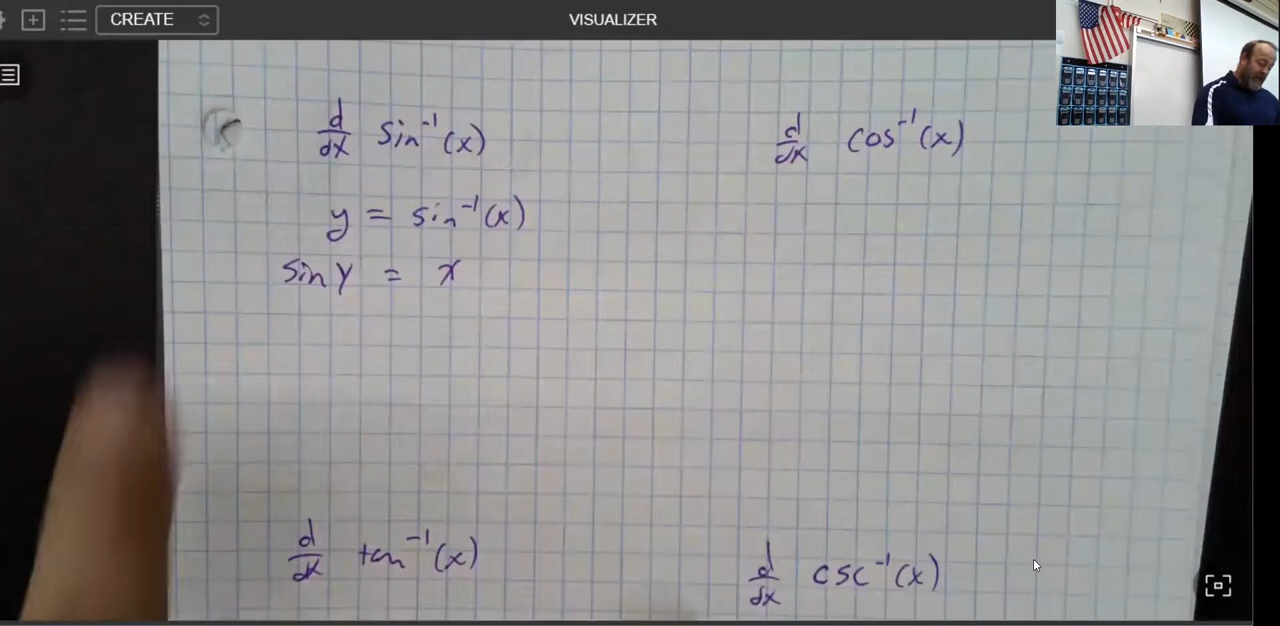 CREATE
VISUALIZER
d/dx sin⁻¹(x)
d/dx cos⁻¹(x)
y = sin⁻¹(x)
sin y = x
d/dx tan⁻¹(x)
d/dx csc⁻¹(x)